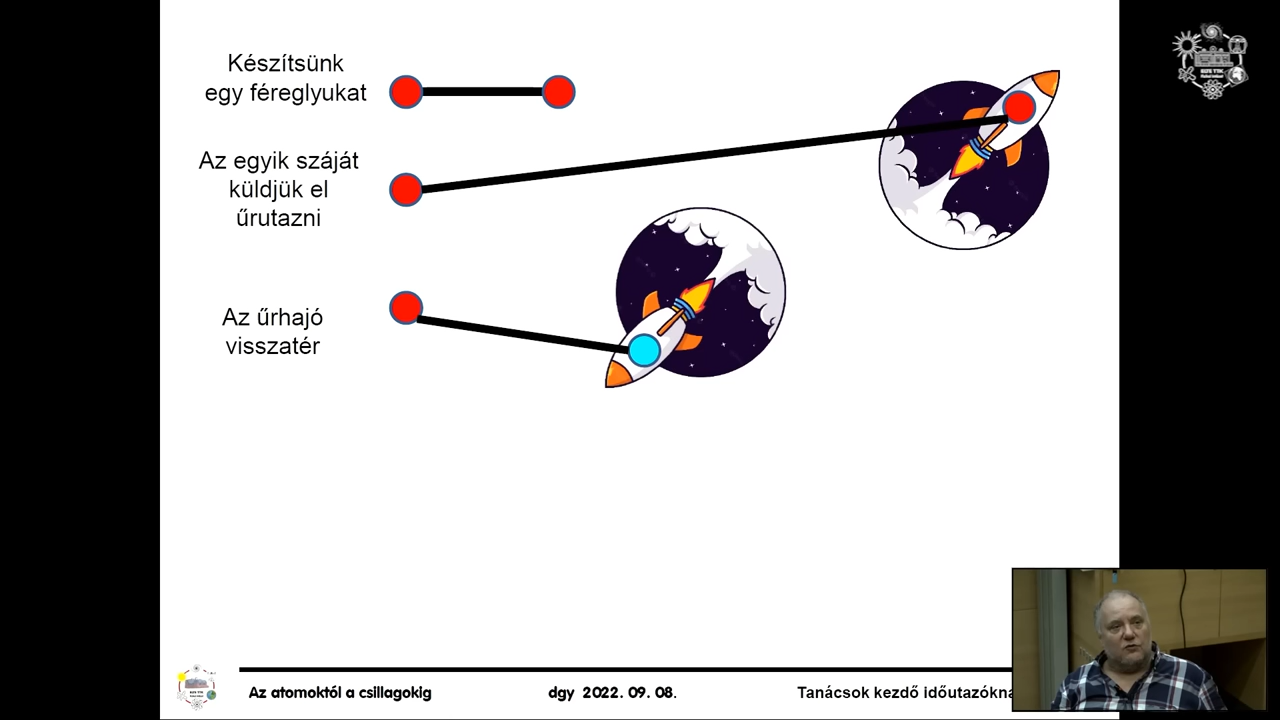 Készítsünk
egy féreglyukat
Az egyik száját
küldjük el
űrutazni
Az űrhajó
visszatér
Az atomoktól a csillagokig
dgy 2022. 09. 08.
Tanácsok kezdő